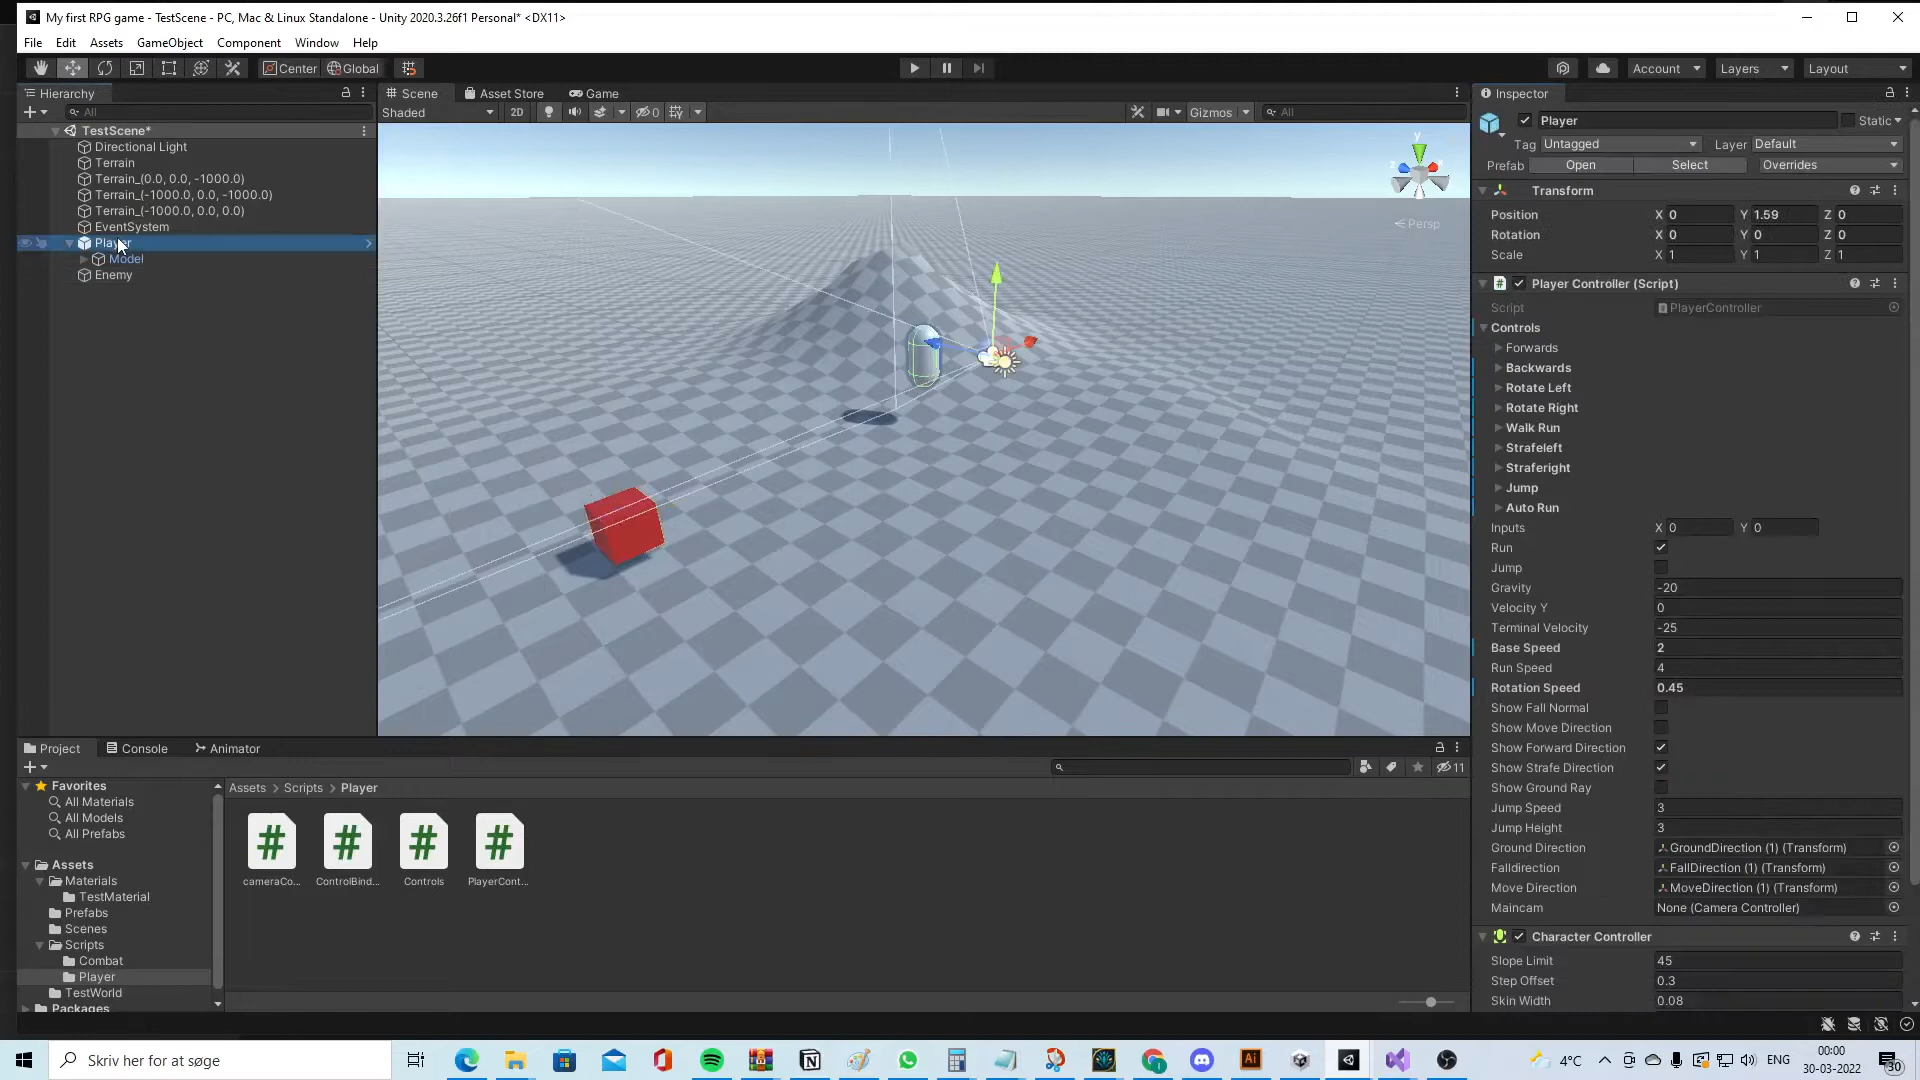 My first RPG game - TestScene - PC, Mac & Linux Standalone - Unity 2020.3.26f1 Personal* <DX11>
File Edit Assets GameObject Component Window Help
Center Global Account Layers Layout
Hierarchy
All
TestScene*
Directional Light
Terrain
Terrain_(0.0, 0.0, -1000.0)
Terrain_(-1000.0, 0.0, -1000.0)
Terrain_(-1000.0, 0.0, 0.0)
EventSystem
Player
Model
Enemy
Scene Asset Store Game
Shaded 2D 0 Gizmos All
y
z x
Persp
Inspector
Player Static
Tag Untagged Layer Default
Prefab Open Select Overrides
Transform
Position X 0 Y 1.59 Z 0
Rotation X 0 Y 0 Z 0
Scale X 1 Y 1 Z 1
# Player Controller (Script)
Script PlayerController
Controls
Forwards
Backwards
Rotate Left
Rotate Right
Walk Run
Strafeleft
Straferight
Jump
Auto Run
Inputs X 0 Y 0
Run
Jump
Gravity -20
Velocity Y 0
Terminal Velocity -25
Base Speed 2
Run Speed 4
Rotation Speed 0.45
Show Fall Normal
Show Move Direction
Show Forward Direction
Show Strafe Direction
Show Ground Ray
Jump Speed 3
Jump Height 3
Ground Direction GroundDirection (1) (Transform)
Falldirection FallDirection (1) (Transform)
Move Direction MoveDirection (1) (Transform)
Maincam None (Camera Controller)
Character Controller
Slope Limit 45
Step Offset 0.3
Skin Width 0.08
Project Console Animator
11
Favorites
All Materials
All Models
All Prefabs
Assets
Materials
TestMaterial
Prefabs
Scenes
Scripts
Combat
Player
TestWorld
Packages
Assets > Scripts > Player
# # # #
cameraCo... ControlBind... Controls PlayerCont...
Skriv her for at søge
4°C ENG
00:00
30-03-2022
30